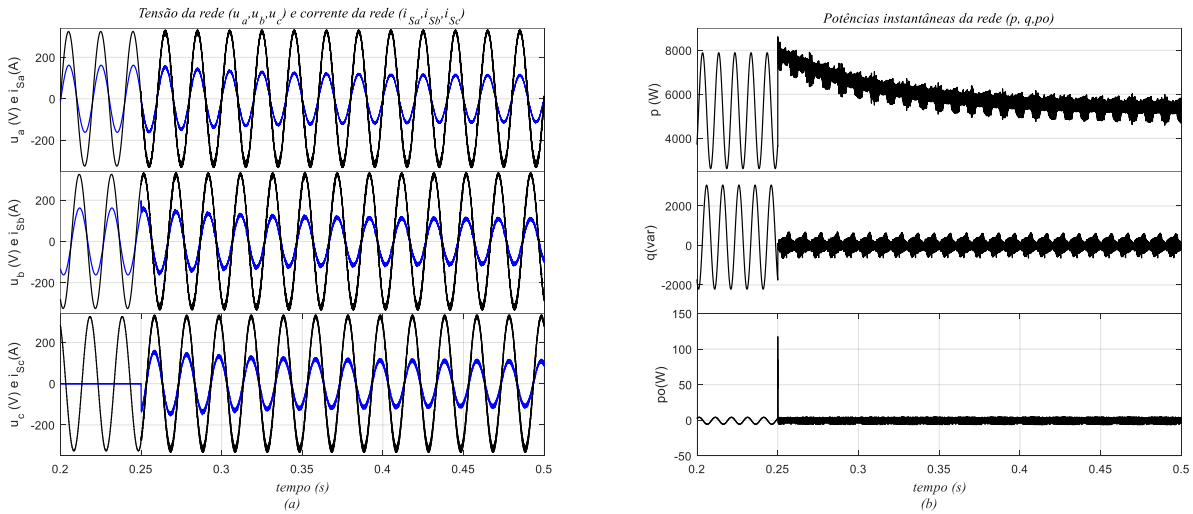 Tensão da rede (u_a,u_b,u_c) e corrente da rede (i_Sa,i_Sb,i_Sc)
200
0
-200
u_a (V) e i_Sa(A)
200
0
-200
u_b (V) e i_Sb(A)
200
0
-200
u_c (V) e i_Sc(A)
0.2 0.25 0.3 0.35 0.4 0.45 0.5
tempo (s)
(a)
Potências instantâneas da rede (p, q,po)
8000
6000
4000
p (W)
2000
0
-2000
q(var)
150
100
50
0
-50
po(W)
0.2 0.25 0.3 0.35 0.4 0.45 0.5
tempo (s)
(b)